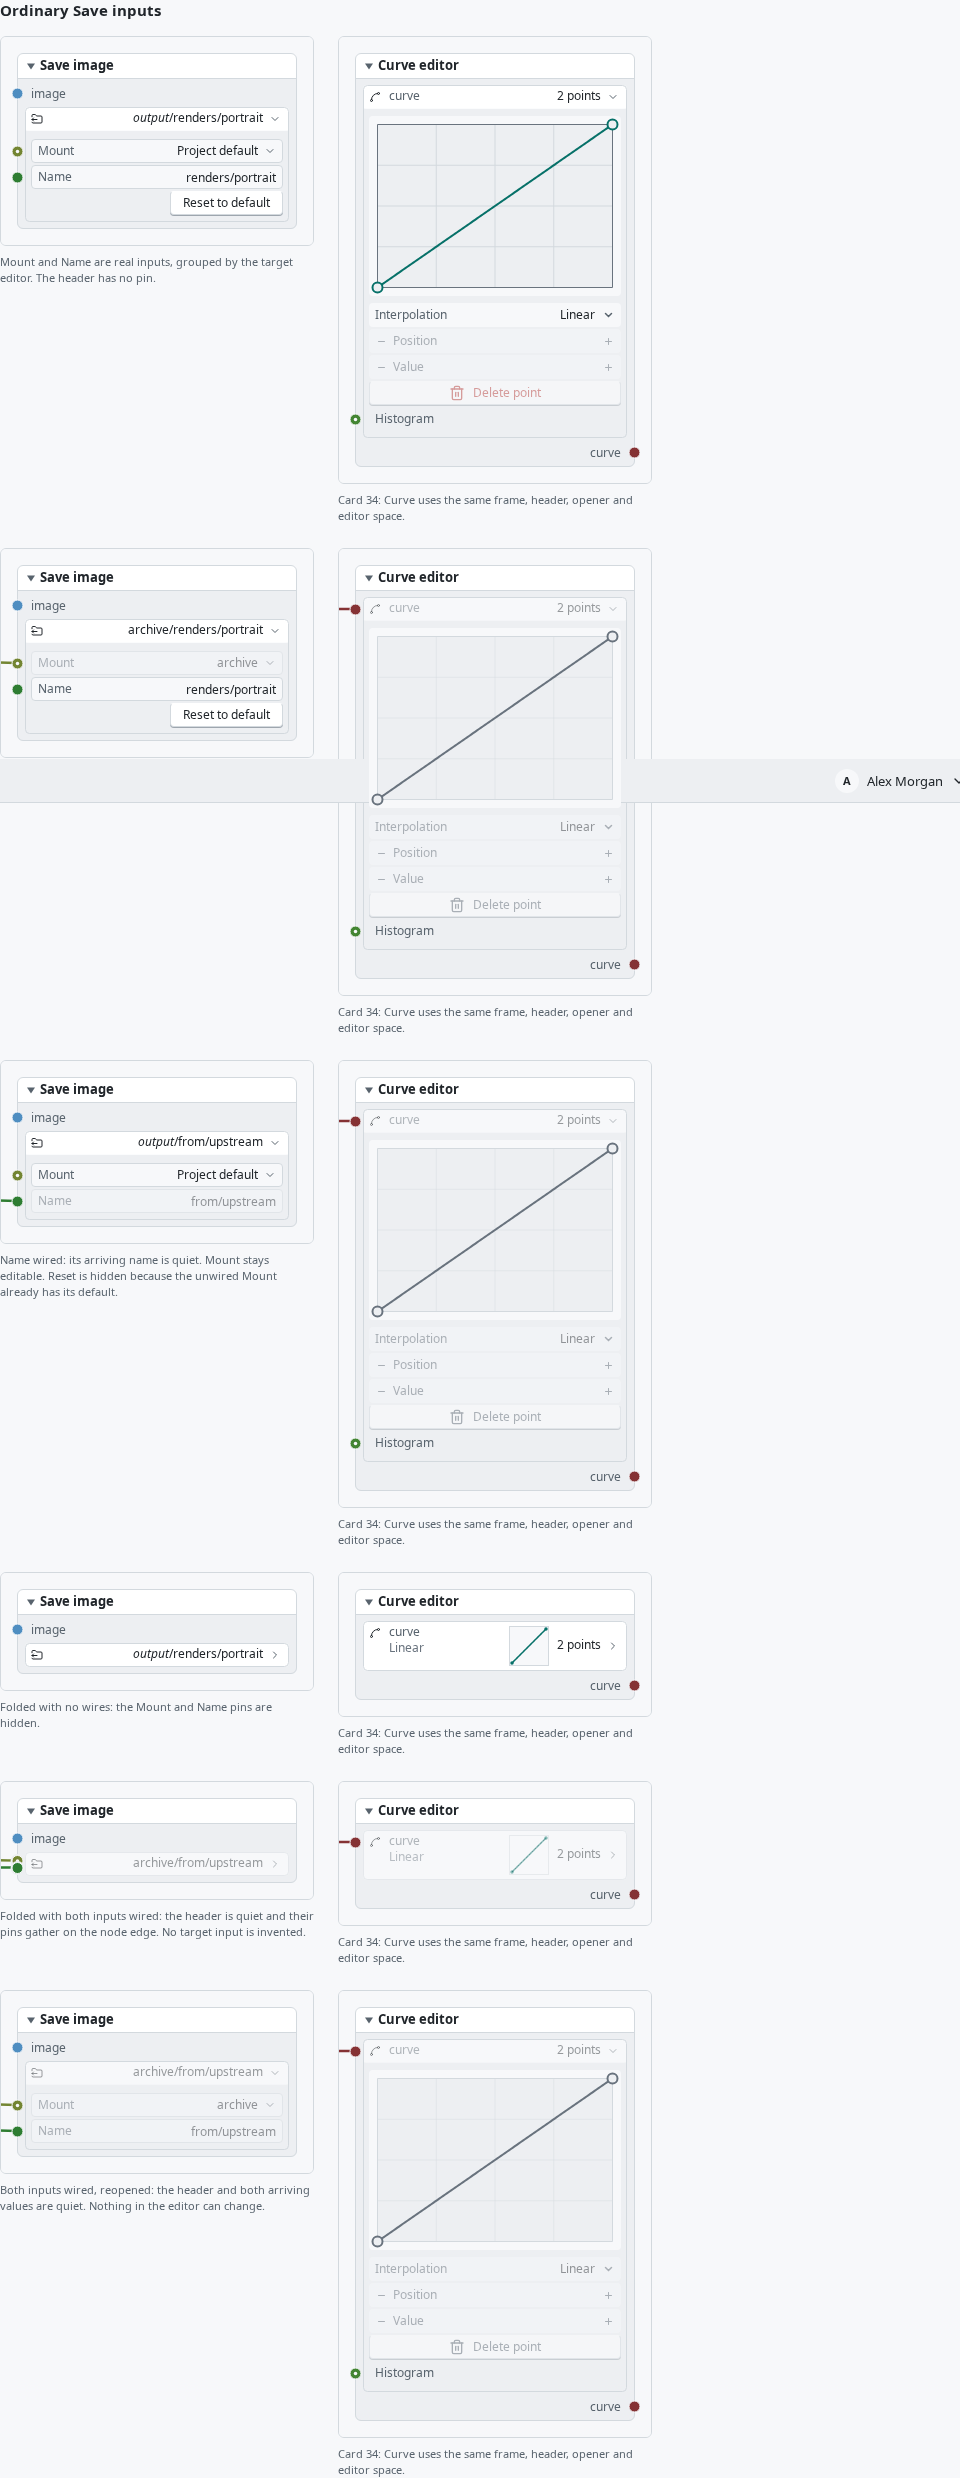 Ordinary Save inputs
Save image
image
output/renders/portrait
Mount Project default
Name renders/portrait
Reset to default
Mount and Name are real inputs, grouped by the target
editor. The header has no pin.
Curve editor
curve 2 points
Interpolation Linear
− Position +
− Value +
Delete point
Histogram
curve
Card 34: Curve uses the same frame, header, opener and
editor space.
Save image
image
archive/renders/portrait
Mount archive
Name renders/portrait
Reset to default
Curve editor
curve 2 points
A Alex Morgan
Interpolation Linear
− Position +
− Value +
Delete point
Histogram
curve
Card 34: Curve uses the same frame, header, opener and
editor space.
Save image
image
output/from/upstream
Mount Project default
Name from/upstream
Name wired: its arriving name is quiet. Mount stays
editable. Reset is hidden because the unwired Mount
already has its default.
Curve editor
curve 2 points
Interpolation Linear
− Position +
− Value +
Delete point
Histogram
curve
Card 34: Curve uses the same frame, header, opener and
editor space.
Save image
image
output/renders/portrait
Folded with no wires: the Mount and Name pins are
hidden.
Curve editor
curve
Linear
2 points
curve
Card 34: Curve uses the same frame, header, opener and
editor space.
Save image
image
archive/from/upstream
Folded with both inputs wired: the header is quiet and their
pins gather on the node edge. No target input is invented.
Curve editor
curve
Linear
2 points
curve
Card 34: Curve uses the same frame, header, opener and
editor space.
Save image
image
archive/from/upstream
Mount archive
Name from/upstream
Both inputs wired, reopened: the header and both arriving
values are quiet. Nothing in the editor can change.
Curve editor
curve 2 points
Interpolation Linear
− Position +
− Value +
Delete point
Histogram
curve
Card 34: Curve uses the same frame, header, opener and
editor space.